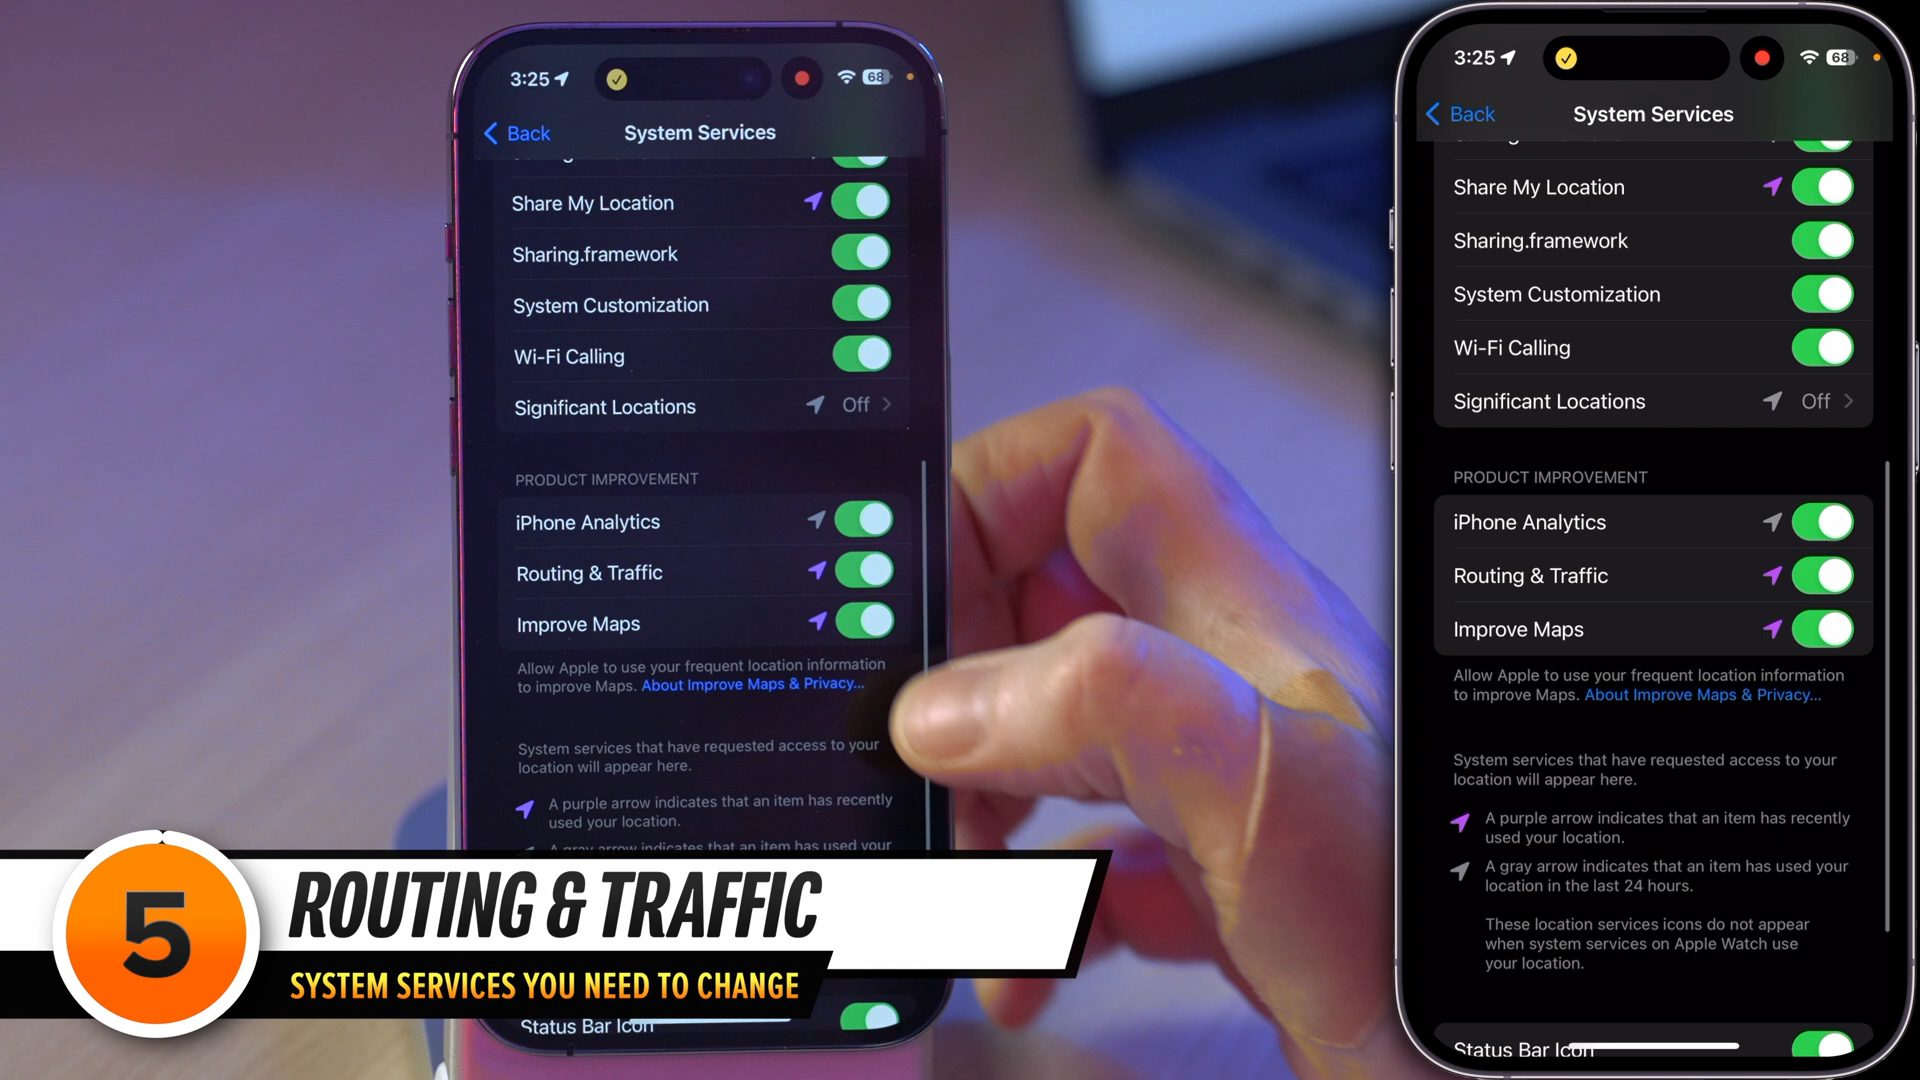 3:25
68
Back
System Services
Share My Location
Sharing.framework
System Customization
Wi-Fi Calling
Significant Locations
Off
PRODUCT IMPROVEMENT
iPhone Analytics
Routing & Traffic
Improve Maps
Allow Apple to use your frequent location information
to improve Maps. About Improve Maps & Privacy...
System services that have requested access to your
location will appear here.
A purple arrow indicates that an item has recently
used your location.
A gray arrow indicates that an item has used your
Status Bar Icon
5
ROUTING & TRAFFIC
SYSTEM SERVICES YOU NEED TO CHANGE
3:25
68
Back
System Services
Share My Location
Sharing.framework
System Customization
Wi-Fi Calling
Significant Locations
Off
PRODUCT IMPROVEMENT
iPhone Analytics
Routing & Traffic
Improve Maps
Allow Apple to use your frequent location information
to improve Maps. About Improve Maps & Privacy...
System services that have requested access to your
location will appear here.
A purple arrow indicates that an item has recently
used your location.
A gray arrow indicates that an item has used your
location in the last 24 hours.
These location services icons do not appear
when system services on Apple Watch use
your location.
Status Bar Icon